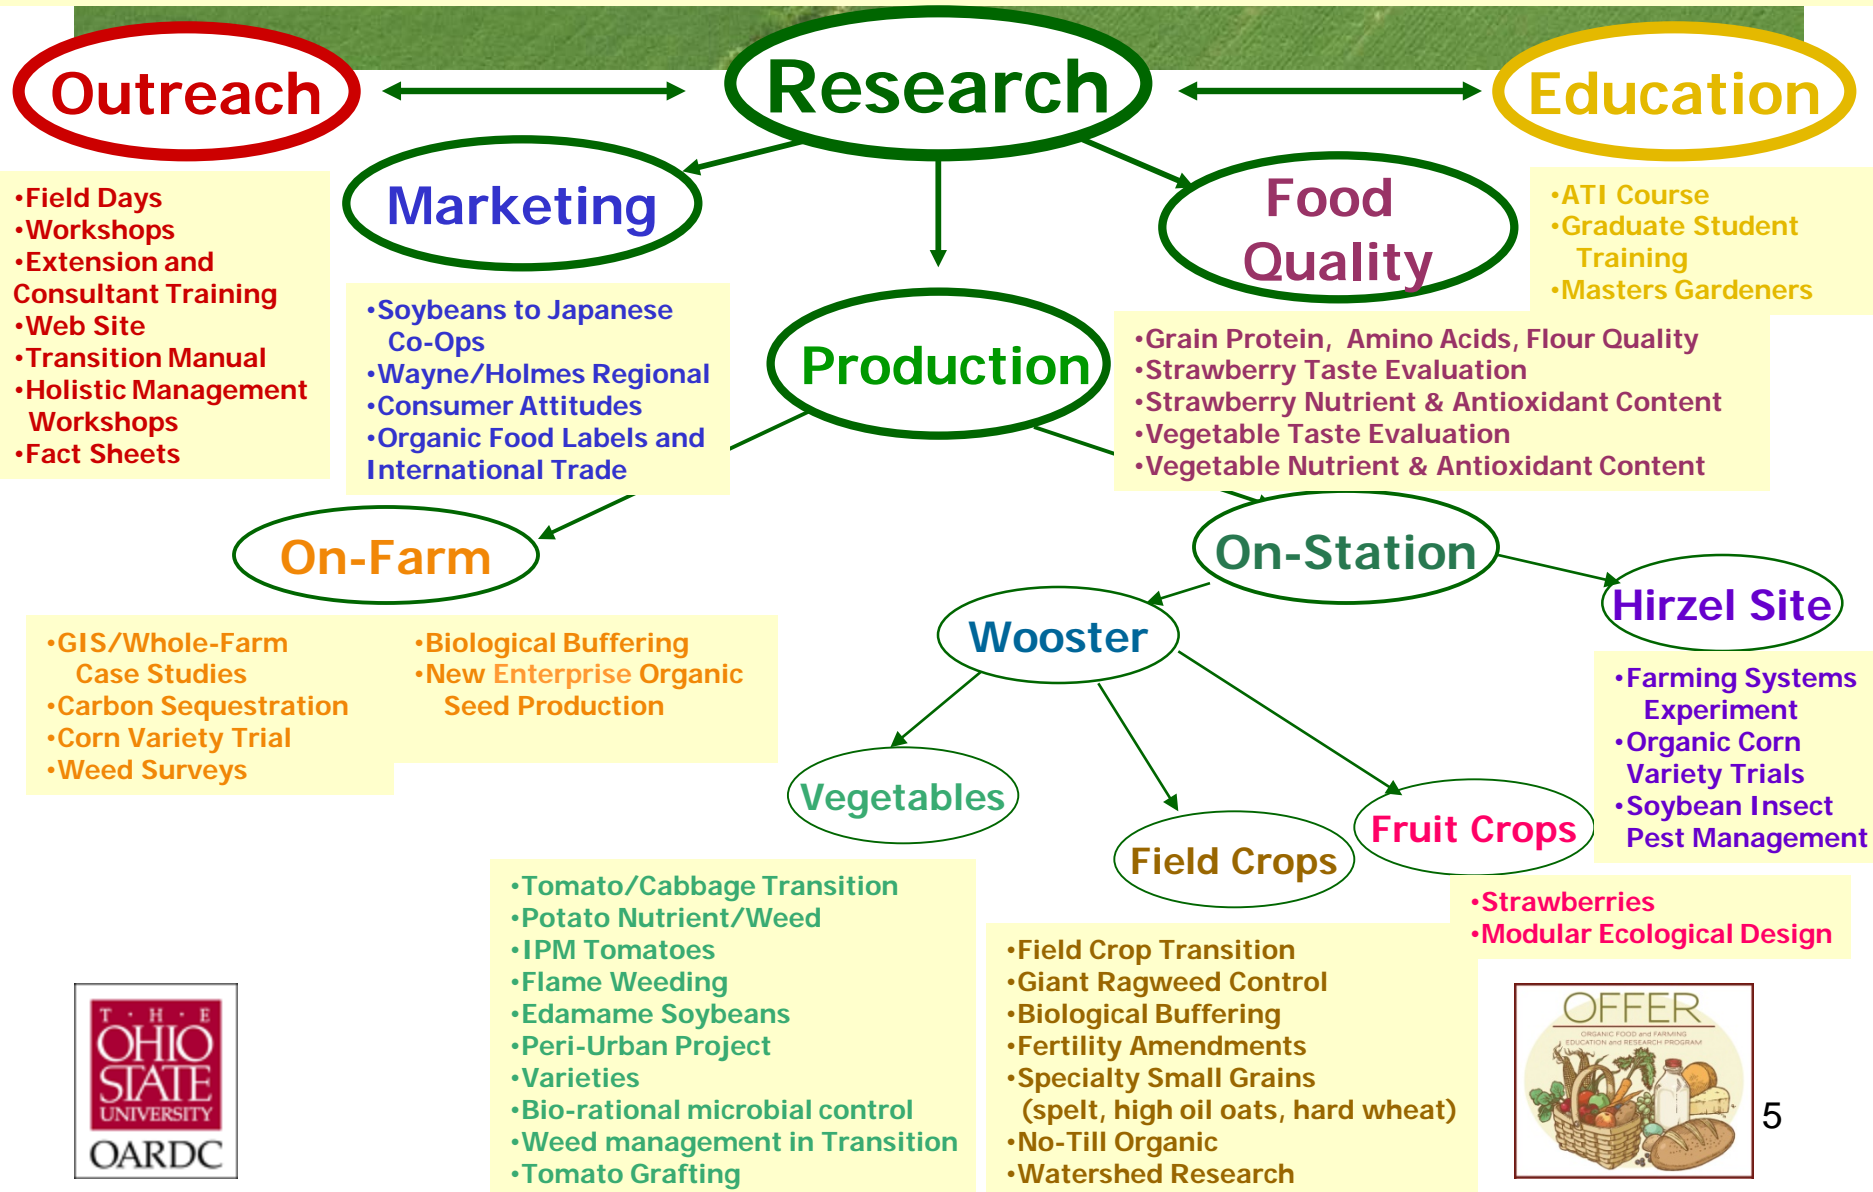 Outreach
Research
Education
Marketing
Food
Quality
•Field Days
•Workshops
•Extension and
Consultant Training
•Web Site
•Transition Manual
•Holistic Management
Workshops
•Fact Sheets
•ATI Course
•Graduate Student
Training
•Masters Gardeners
•Soybeans to Japanese
Co-Ops
•Wayne/Holmes Regional
•Consumer Attitudes
•Organic Food Labels and
International Trade
Production
•Grain Protein, Amino Acids, Flour Quality
•Strawberry Taste Evaluation
•Strawberry Nutrient & Antioxidant Content
•Vegetable Taste Evaluation
•Vegetable Nutrient & Antioxidant Content
On-Farm
On-Station
Hirzel Site
Wooster
•GIS/Whole-Farm
Case Studies
•Carbon Sequestration
•Corn Variety Trial
•Weed Surveys
•Biological Buffering
•New Enterprise Organic
Seed Production
•Farming Systems
Experiment
•Organic Corn
Variety Trials
•Soybean Insect
Pest Management
Vegetables
Field Crops
Fruit Crops
•Tomato/Cabbage Transition
•Potato Nutrient/Weed
•IPM Tomatoes
•Flame Weeding
•Edamame Soybeans
•Peri-Urban Project
•Varieties
•Bio-rational microbial control
•Weed management in Transition
•Tomato Grafting
•Field Crop Transition
•Giant Ragweed Control
•Biological Buffering
•Fertility Amendments
•Specialty Small Grains
(spelt, high oil oats, hard wheat)
•No-Till Organic
•Watershed Research
•Strawberries
•Modular Ecological Design
T · H · E
OHIO
STATE
UNIVERSITY
OARDC
OFFER
ORGANIC FOOD and FARMING
EDUCATION and RESEARCH PROGRAM
5